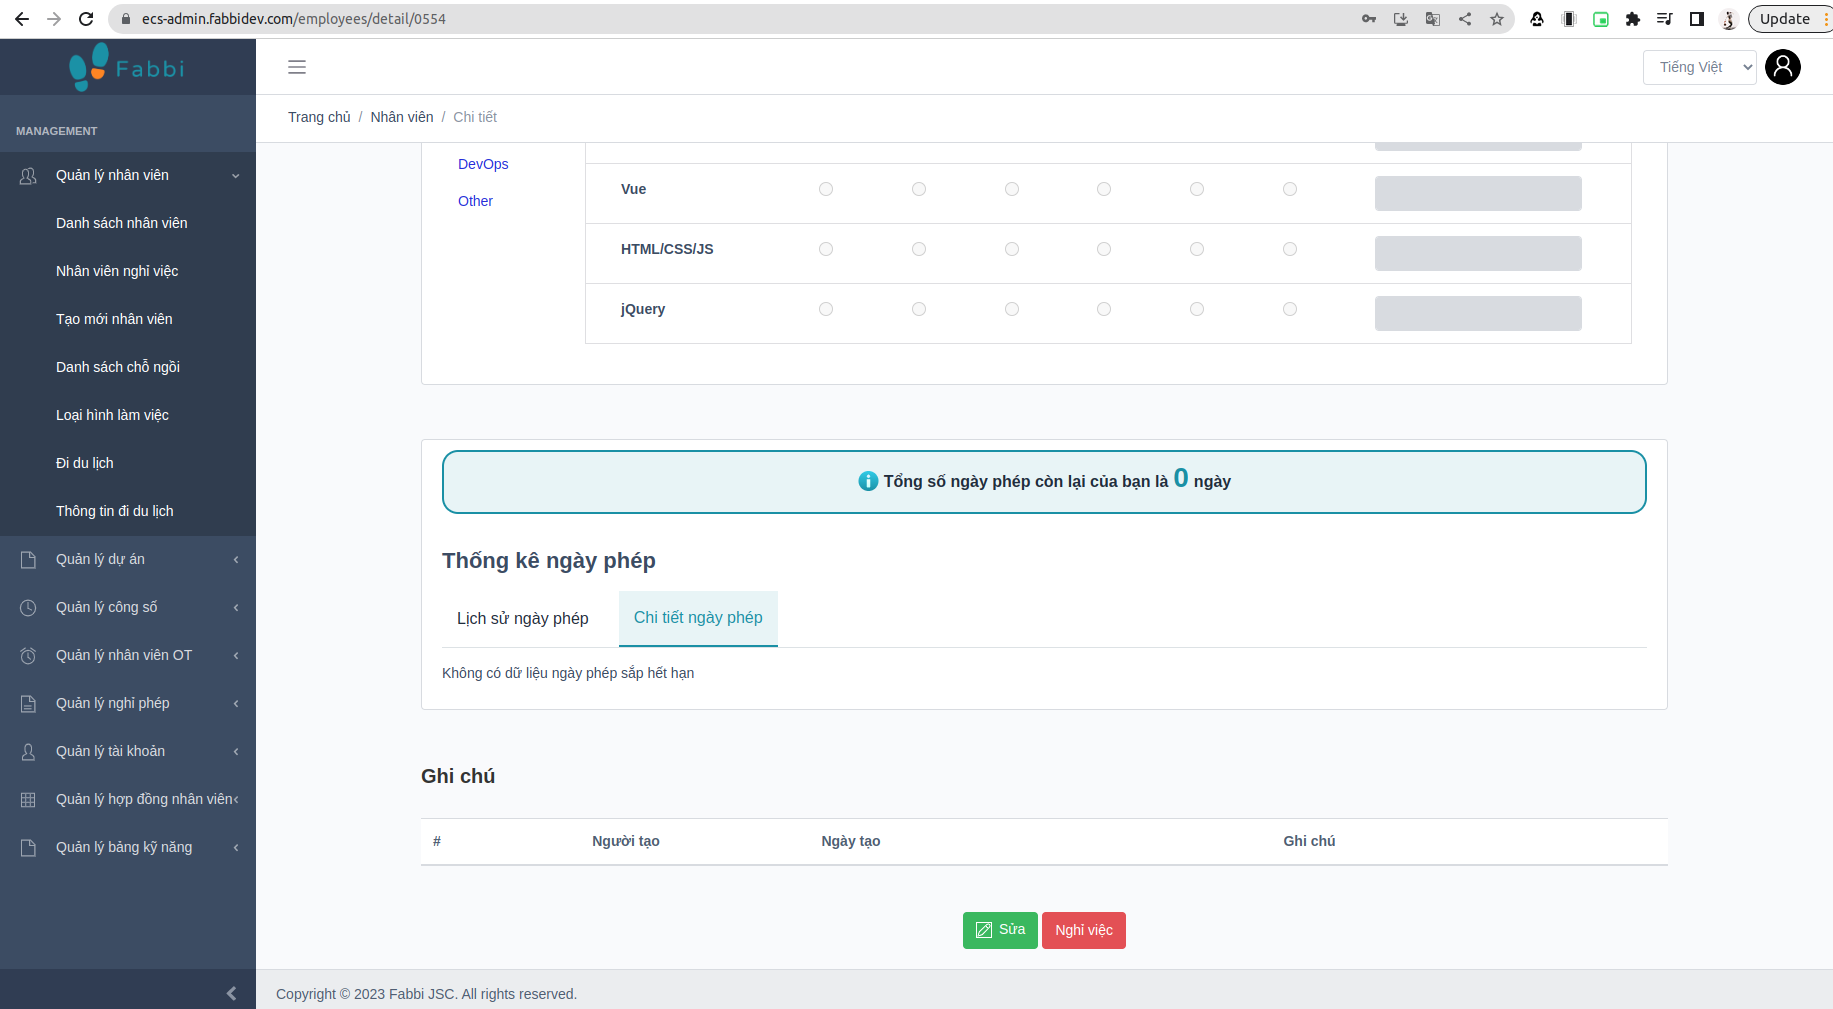 ecs-admin.fabbidev.com/employees/detail/0554
Update
Fabbi
Tiếng Việt
MANAGEMENT
Trang chủ / Nhân viên / Chi tiết
Quản lý nhân viên
Danh sách nhân viên
Nhân viên nghỉ việc
Tạo mới nhân viên
Danh sách chỗ ngồi
Loại hình làm việc
Đi du lịch
Thông tin đi du lịch
Quản lý dự án
Quản lý công số
Quản lý nhân viên OT
Quản lý nghỉ phép
Quản lý tài khoản
Quản lý hợp đồng nhân viên
Quản lý bảng kỹ năng
DevOps
Other
Vue
HTML/CSS/JS
jQuery
Tổng số ngày phép còn lại của bạn là 0 ngày
Thống kê ngày phép
Lịch sử ngày phép
Chi tiết ngày phép
Không có dữ liệu ngày phép sắp hết hạn
Ghi chú
# Người tạo Ngày tạo Ghi chú
Sửa
Nghỉ việc
Copyright © 2023 Fabbi JSC. All rights reserved.